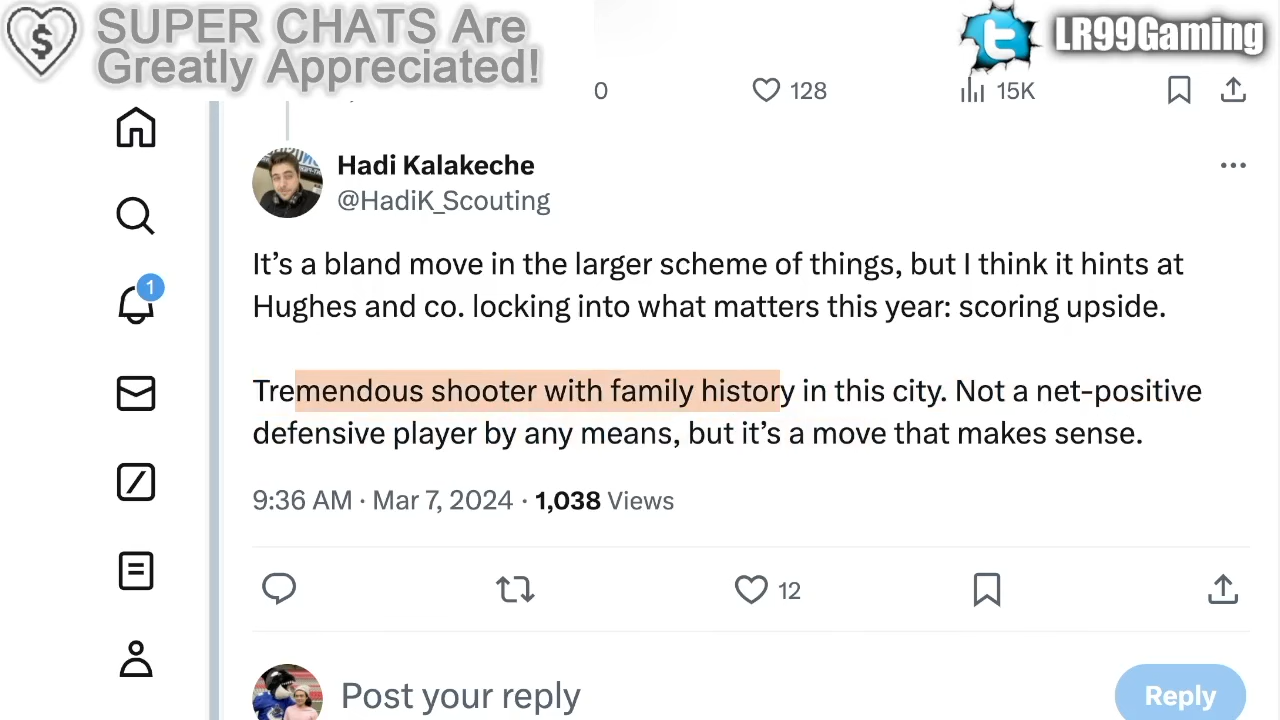 SUPER CHATS Are
Greatly Appreciated!
LR99Gaming
0 128 15K
Hadi Kalakeche
@HadiK_Scouting
It’s a bland move in the larger scheme of things, but I think it hints at
Hughes and co. locking into what matters this year: scoring upside.
1
Tremendous shooter with family history in this city. Not a net-positive
defensive player by any means, but it’s a move that makes sense.
9:36 AM · Mar 7, 2024 · 1,038 Views
12
Post your reply
Reply